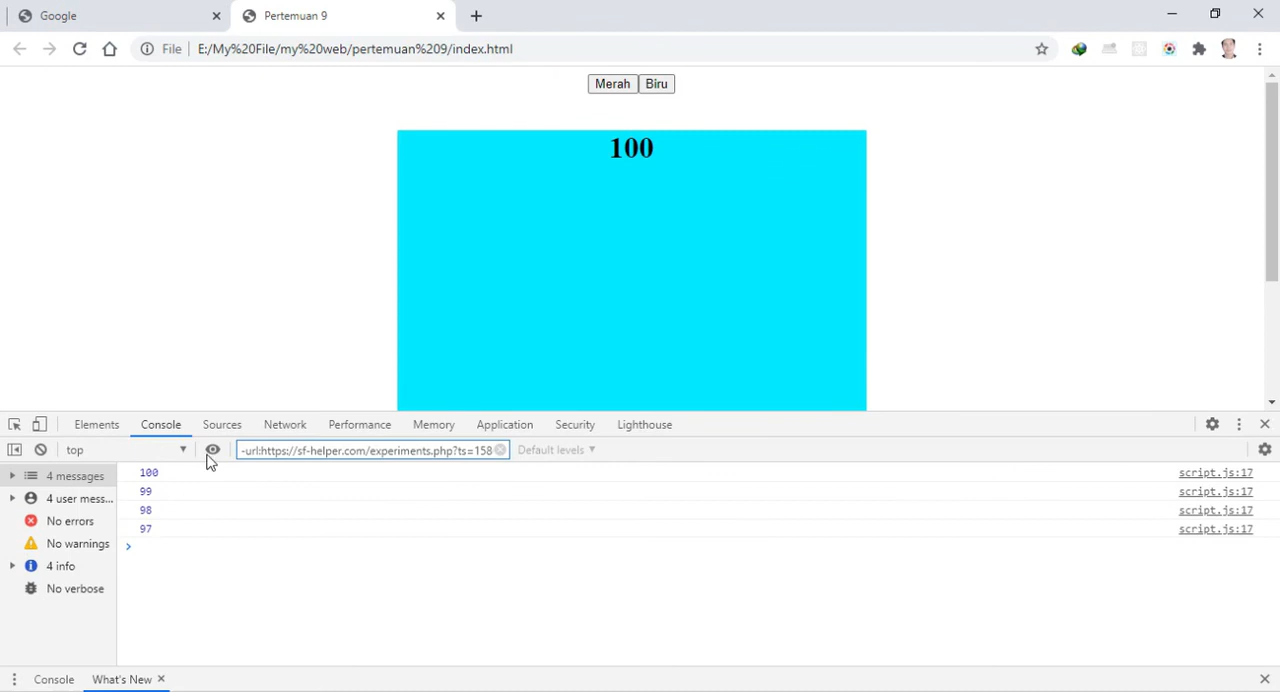 Google
Pertemuan 9
File
E:/My%20File/my%20web/pertemuan%209/index.html
Merah
Biru
100
Elements
Console
Sources
Network
Performance
Memory
Application
Security
Lighthouse
top
-url:https://sf-helper.com/experiments.php?ts=158
Default levels
4 messages
4 user mess...
No errors
No warnings
4 info
No verbose
100 script.js:17
99 script.js:17
98 script.js:17
97 script.js:17
Console
What's New